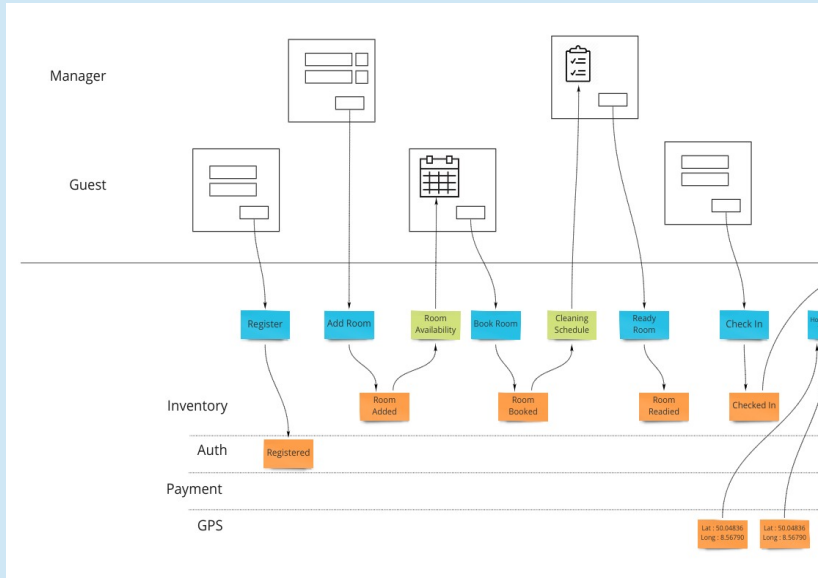 Manager
Guest
Register
Add Room
Room
Availability
Book Room
Cleaning
Schedule
Ready
Room
Check In
Inventory
Room
Added
Room
Booked
Room
Readied
Checked In
Auth
Registered
Payment
GPS
Lat : 50.04836
Long : 8.56790
Lat : 50.04836
Long : 8.56790